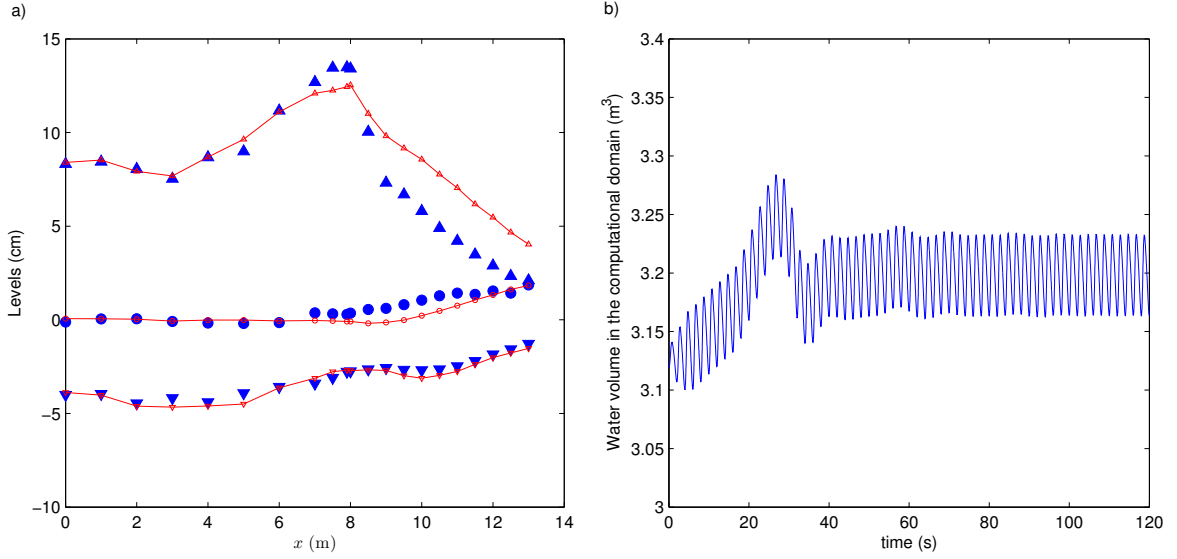 a)
15
10
5
0
−5
−10
Levels (cm)
0 2 4 6 8 10 12 14
x (m)
b)
3.4
3.35
3.3
3.25
3.2
3.15
3.1
3.05
3
Water volume in the computational domain (m³)
0 20 40 60 80 100 120
time (s)